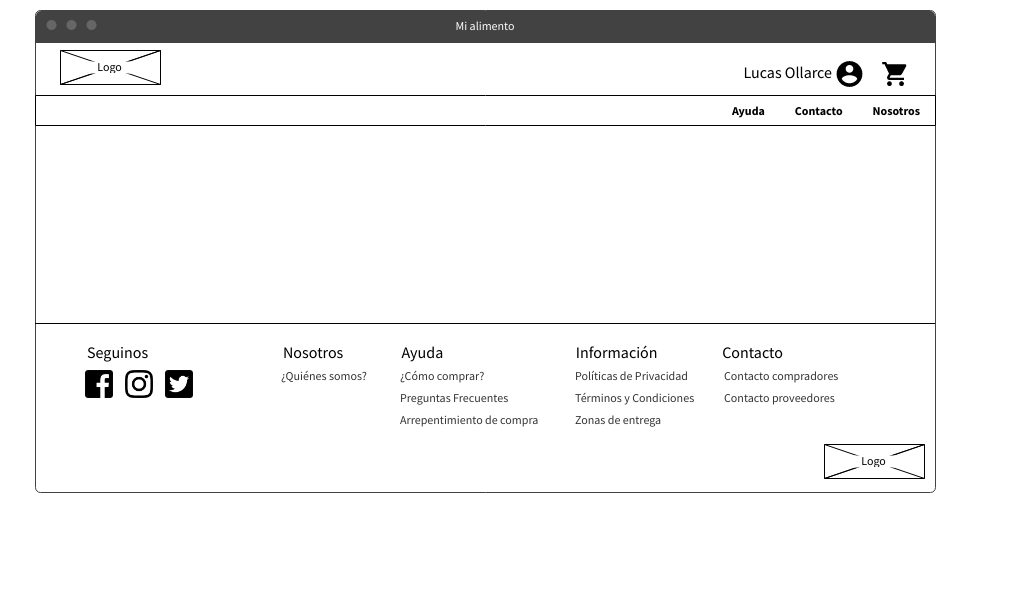 Mi alimento
Logo
Lucas Ollarce
Ayuda Contacto Nosotros
Seguinos
Nosotros
¿Quiénes somos?
Ayuda
¿Cómo comprar?
Preguntas Frecuentes
Arrepentimiento de compra
Información
Políticas de Privacidad
Términos y Condiciones
Zonas de entrega
Contacto
Contacto compradores
Contacto proveedores
Logo